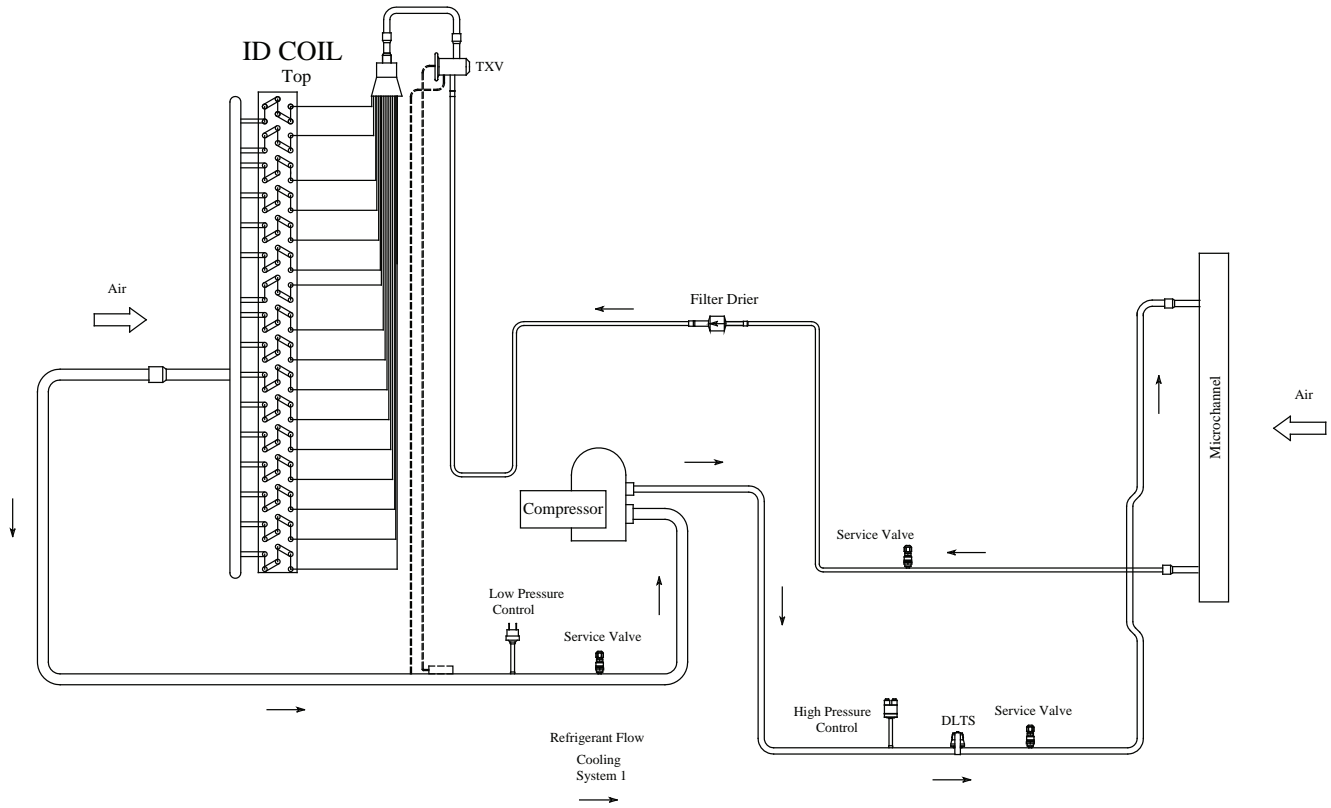 ID COIL
Top
TXV
Air
Filter Drier
Air
Microchannel
Compressor
Service Valve
Low Pressure
Control
Service Valve
High Pressure
Control
DLTS
Service Valve
Refrigerant Flow
Cooling
System 1